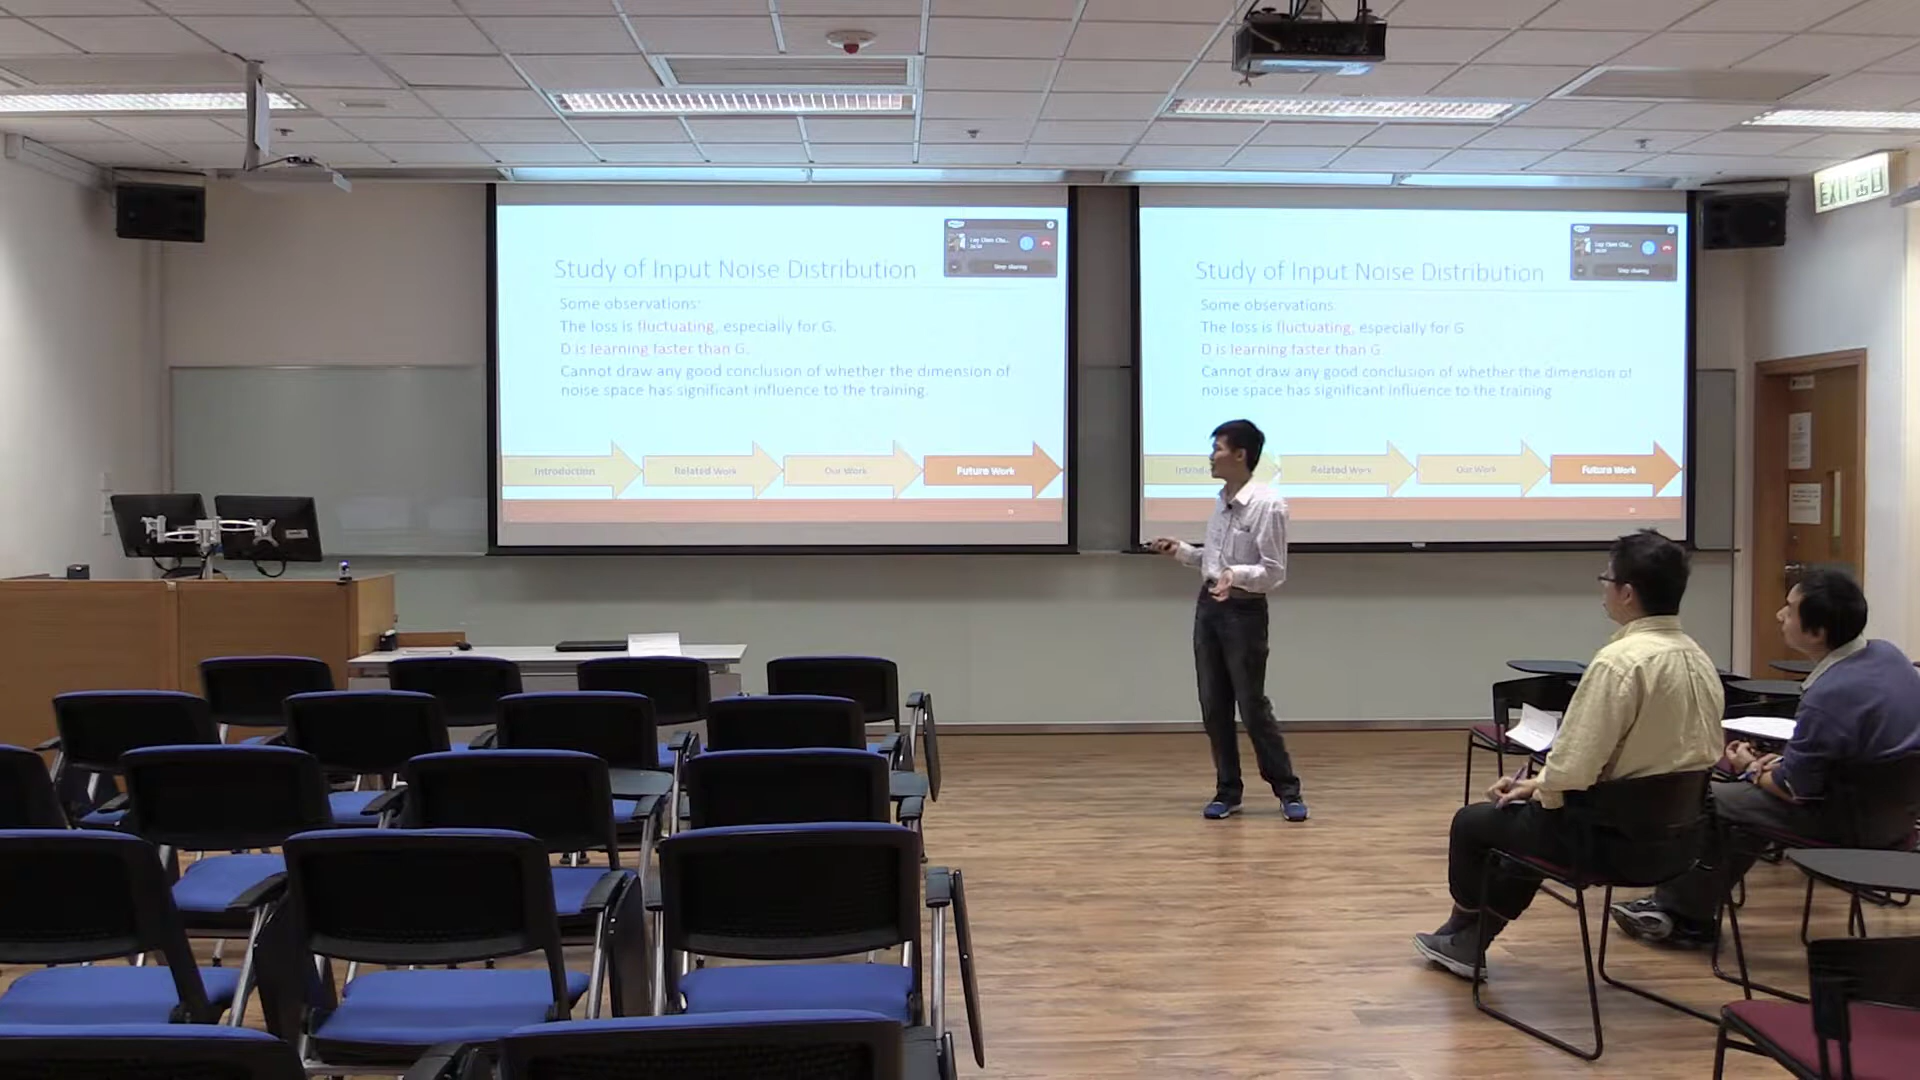 Study of Input Noise Distribution
Some observations:
The loss is fluctuating, especially for G.
D is learning faster than G.
Cannot draw any good conclusion of whether the dimension of
noise space has significant influence to the training.
Introduction
Related Work
Our Work
Future Work
Stop sharing
Study of Input Noise Distribution
Some observations:
The loss is fluctuating, especially for G
D is learning faster than G.
Cannot draw any good conclusion of whether the dimension of
noise space has significant influence to the training
Related Work
Our Work
Future Work
Stop sharing
EXIT 出口